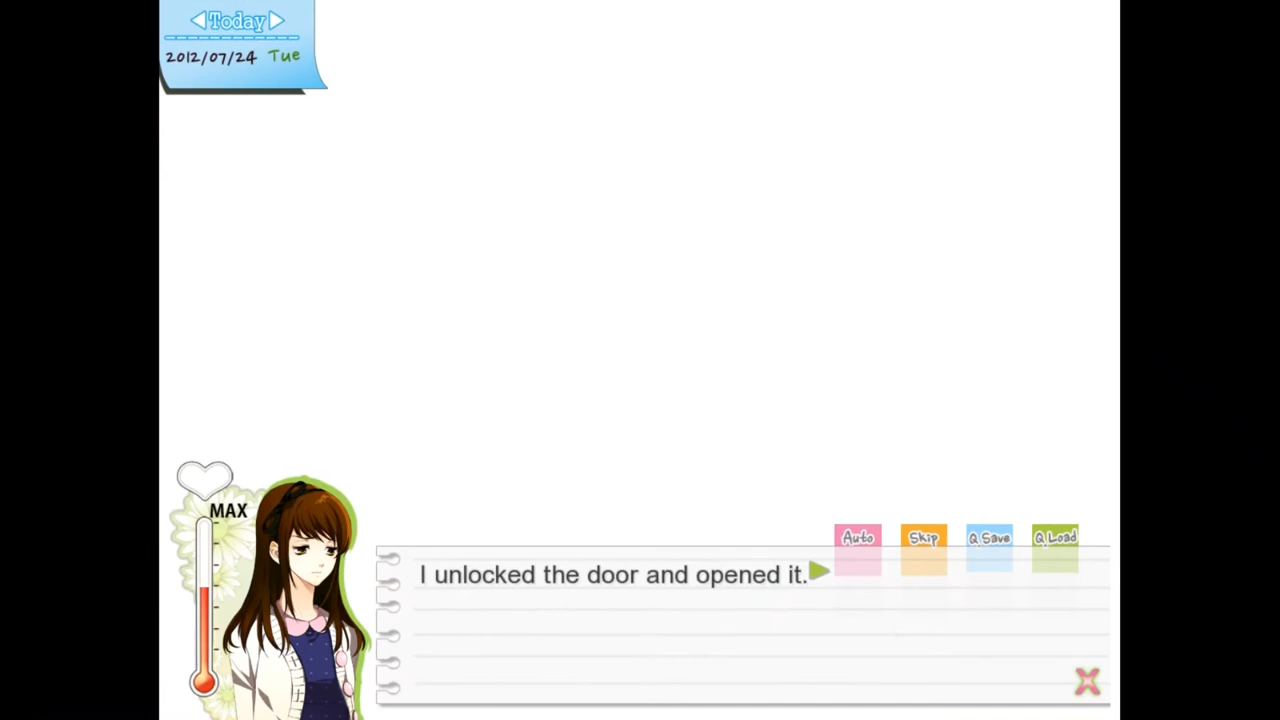 Today
2012/07/24 Tue
MAX
Auto
Skip
Q.Save
Q.Load
I unlocked the door and opened it.